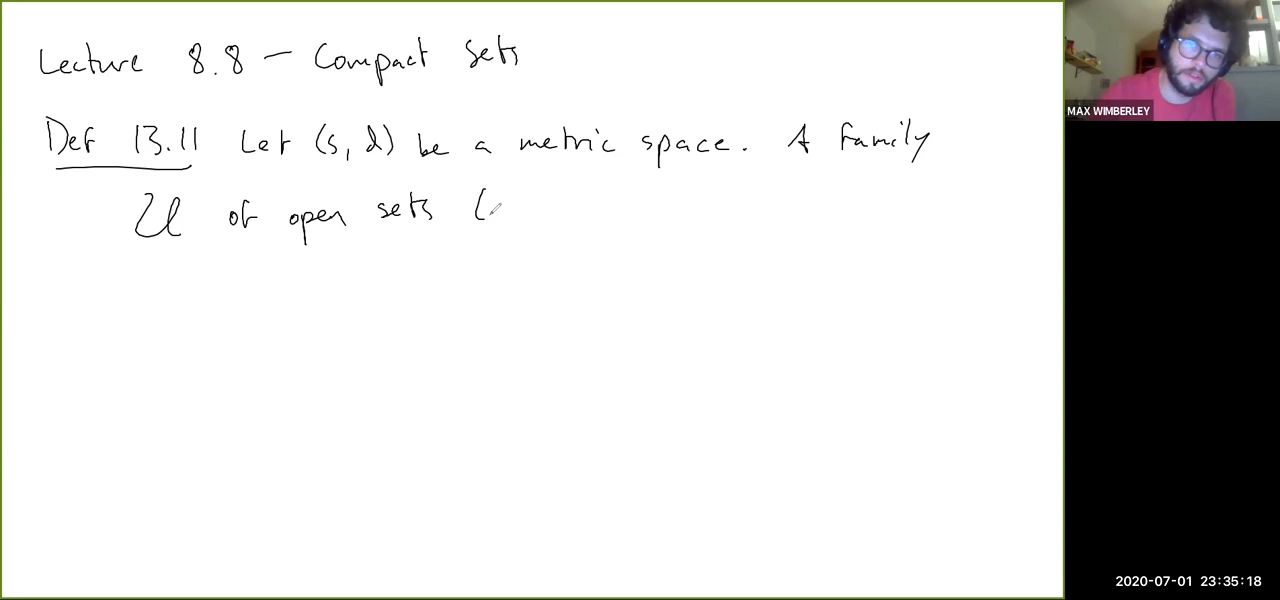 Lecture 8.8 — Compact Sets
Def 13.11 Let (S, d) be a metric space. A family
U of open sets (
MAX WIMBERLEY
2020-07-01 23:35:18